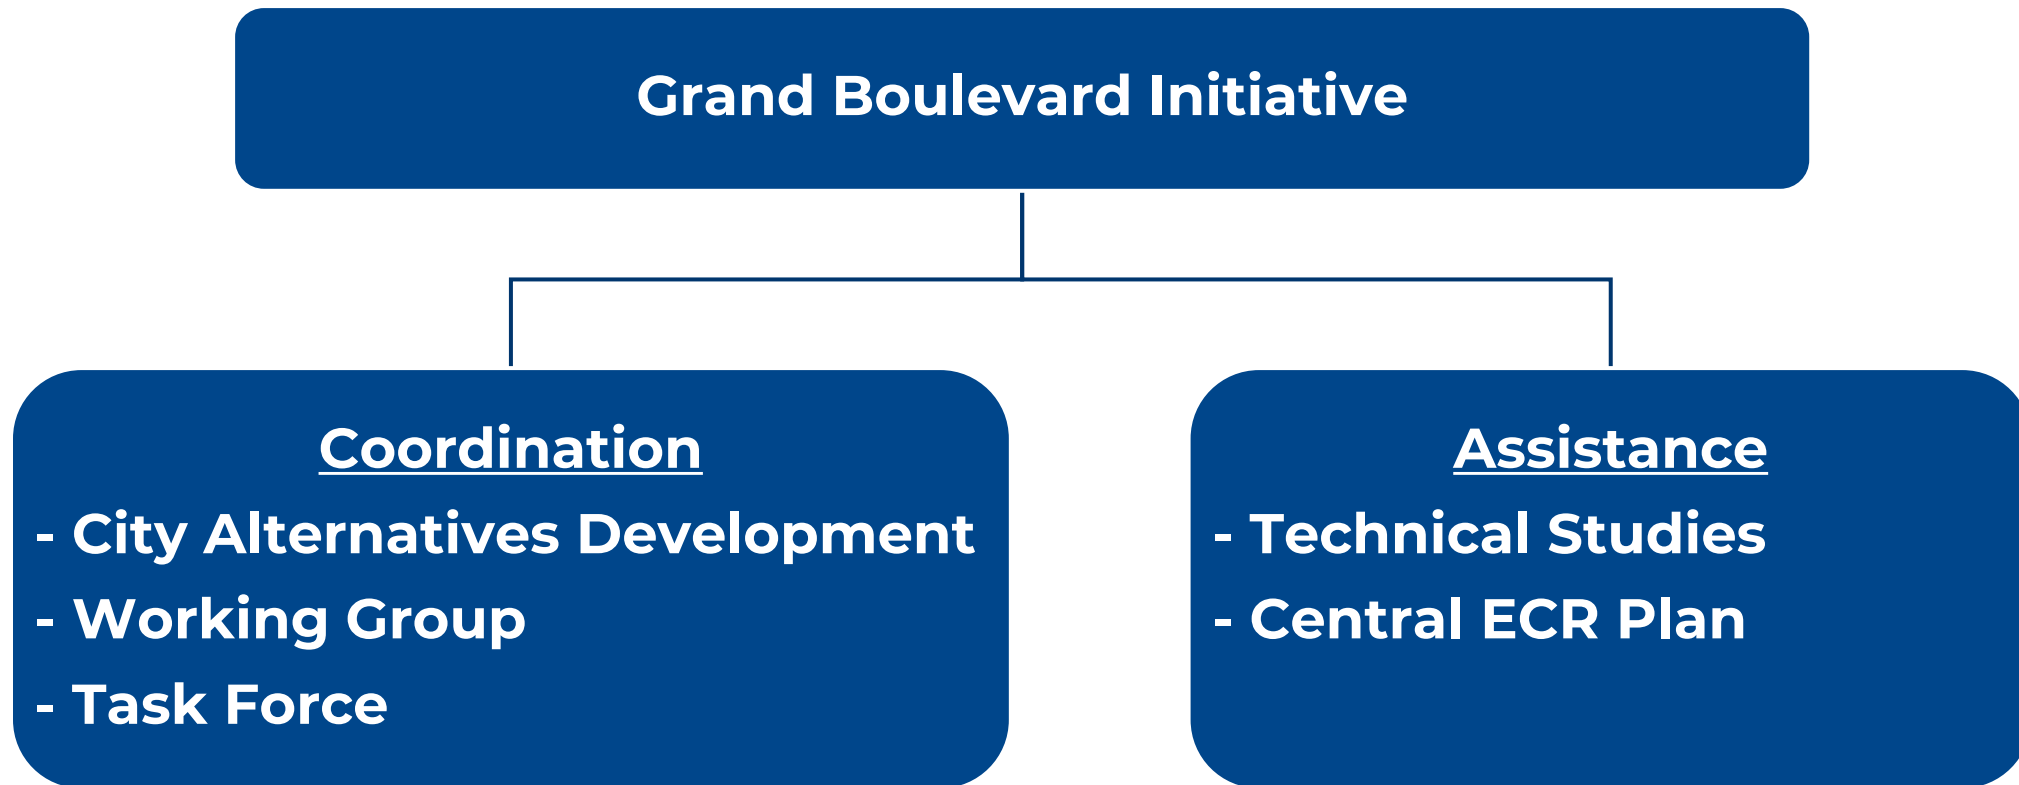 Grand Boulevard Initiative
Coordination
- City Alternatives Development
- Working Group
- Task Force
Assistance
- Technical Studies
- Central ECR Plan